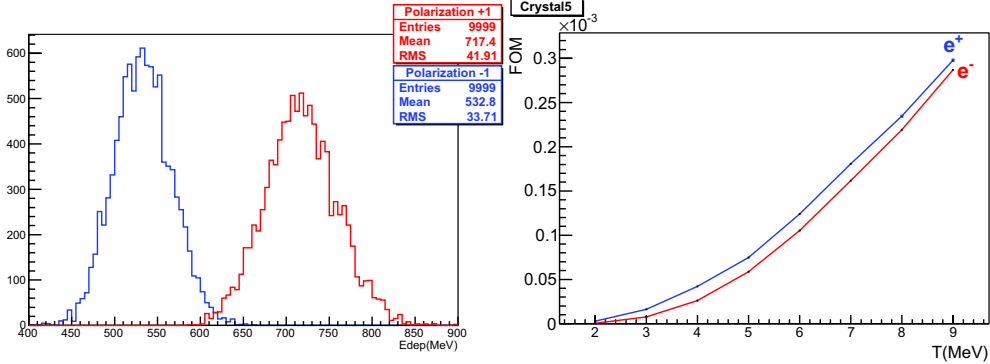 Polarization +1
Entries 9999
Mean 717.4
RMS 41.91
Polarization -1
Entries 9999
Mean 532.8
RMS 33.71
600
500
400
300
200
100
0
400 450 500 550 600 650 700 750 800 850 900
Edep(MeV)
Crystal5
×10⁻³
FOM
0.3
0.25
0.2
0.15
0.1
0.05
0
2 3 4 5 6 7 8 9
T(MeV)
e⁺
e⁻